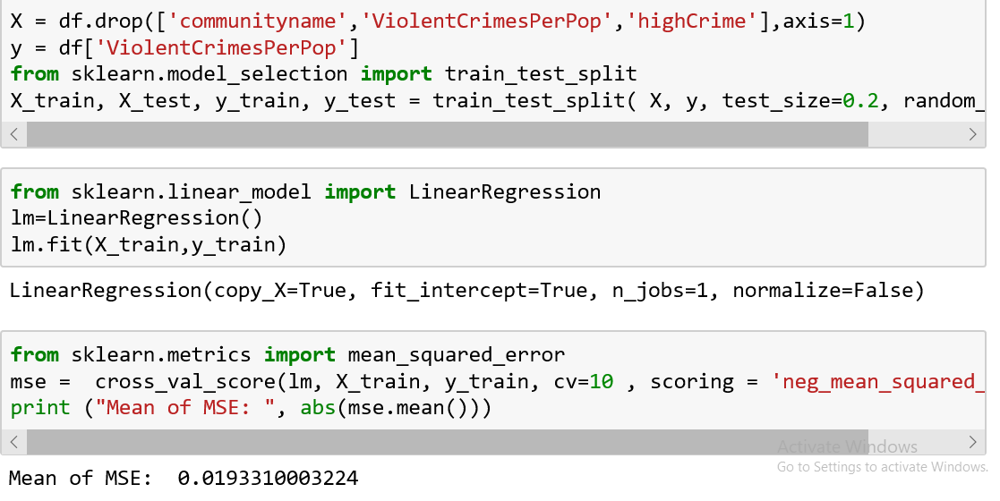 X = df.drop(['communityname','ViolentCrimesPerPop','highCrime'],axis=1)
y = df['ViolentCrimesPerPop']
from sklearn.model_selection import train_test_split
X_train, X_test, y_train, y_test = train_test_split( X, y, test_size=0.2, random_
from sklearn.linear_model import LinearRegression
lm=LinearRegression()
lm.fit(X_train,y_train)
LinearRegression(copy_X=True, fit_intercept=True, n_jobs=1, normalize=False)
from sklearn.metrics import mean_squared_error
mse =  cross_val_score(lm, X_train, y_train, cv=10 , scoring = 'neg_mean_squared_
print ("Mean of MSE: ", abs(mse.mean()))
Activate Windows
Go to Settings to activate Windows.
Mean of MSE:  0.0193310003224